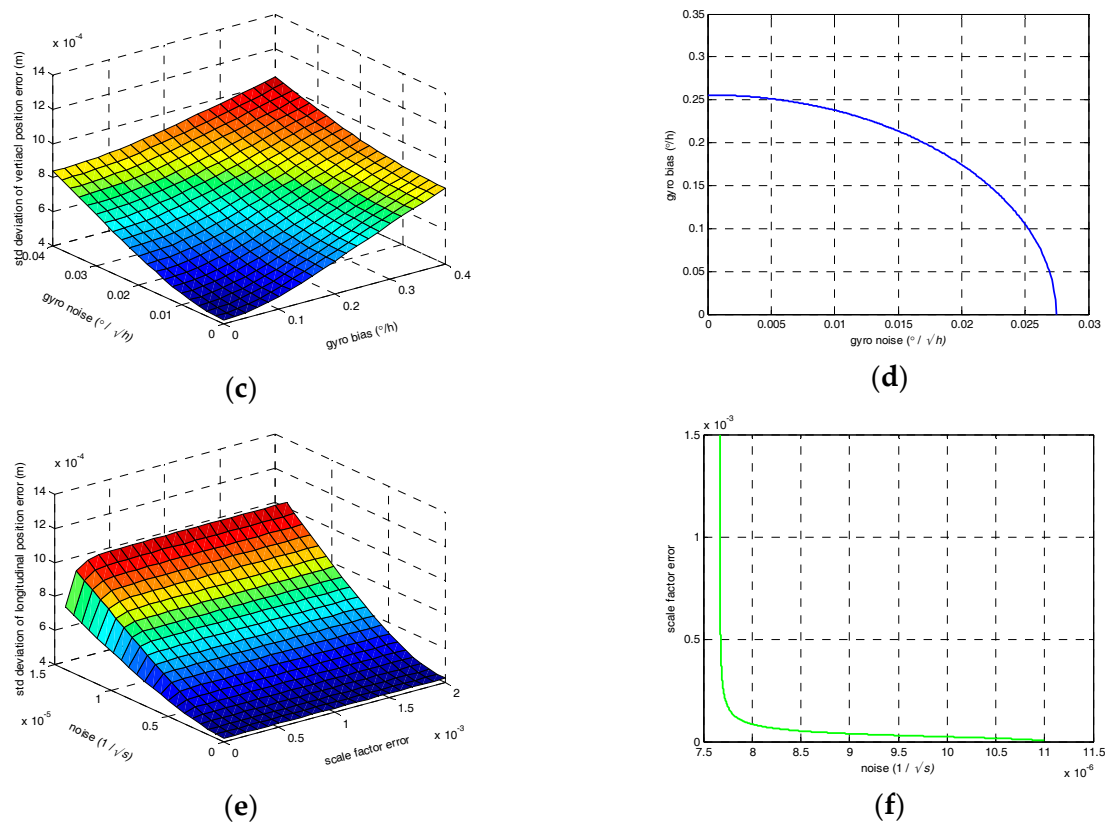 x 10⁻⁴
14
12
10
8
6
4
std deviation of vertiacl position error (m)
0.04
0.03
0.02
0.01
0
gyro noise (°/ √h)
0
0.1
0.2
0.3
0.4
gyro bias (°/h)
(c)
0.35
0.3
0.25
0.2
0.15
0.1
0.05
0
gyro bias (°/h)
0
0.005
0.01
0.015
0.02
0.025
0.03
gyro noise (°/ √h)
(d)
x 10⁻⁴
14
12
10
8
6
4
std deviation of longitudinal position error (m)
1.5
1
0.5
0
x 10⁻⁵
noise (1/√s)
0
0.5
1
1.5
2
x 10⁻³
scale factor error
(e)
x 10⁻³
1.5
1
0.5
0
scale factor error
7.5
8
8.5
9
9.5
10
10.5
11
11.5
noise (1 / √s)
x 10⁻⁶
(f)